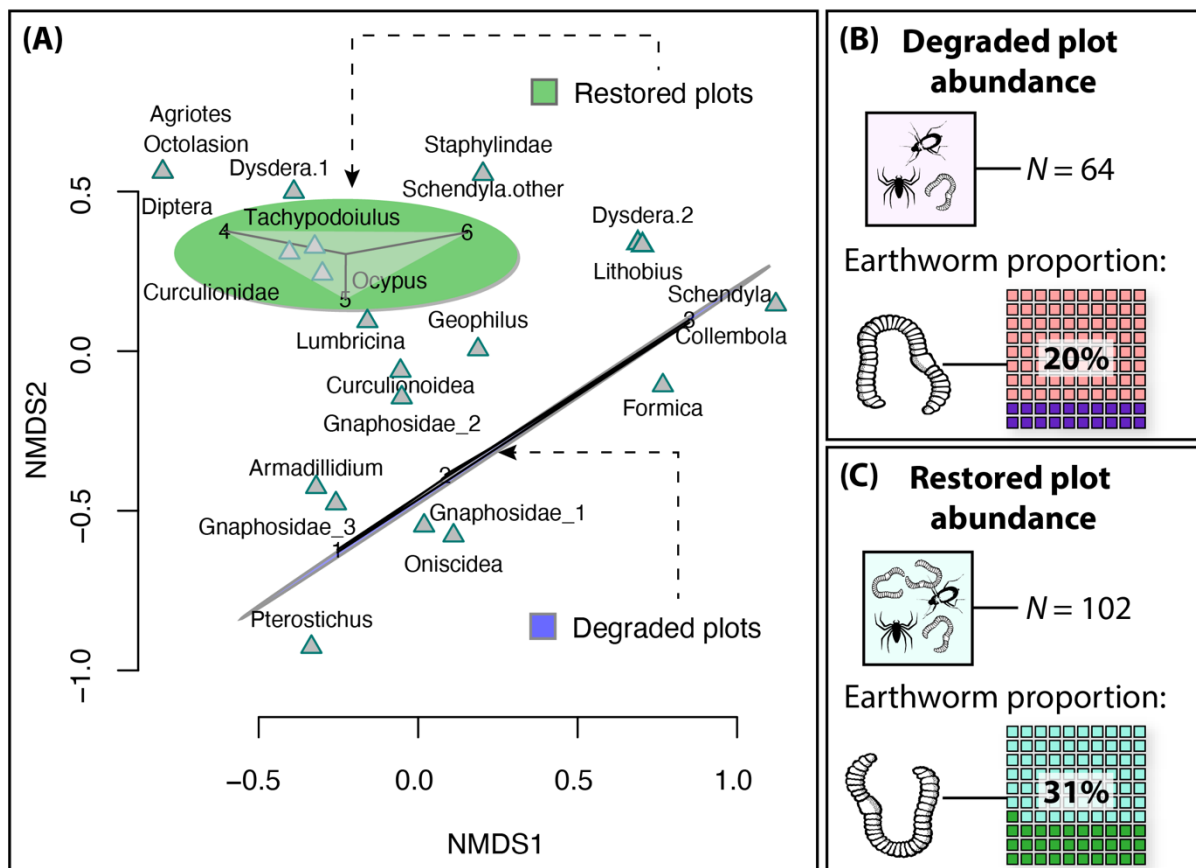 (A)
Restored plots
Agriotes
Octolasion
Staphylindae
Dysdera.1
Schendyla.other
Diptera
Tachypodoiulus
Dysdera.2
4
6
Lithobius
Curculionidae
Ocypus
5
Schendyla
Geophilus
3
Lumbricina
Collembola
Curculionoidea
Formica
Gnaphosidae_2
Armadillidium
2
Gnaphosidae_1
Gnaphosidae_3
1
Oniscidea
Pterostichus
Degraded plots
NMDS2
0.5
0.0
−0.5
−1.0
−0.5
0.0
0.5
1.0
NMDS1
(B)
Degraded plot
abundance
N = 64
Earthworm proportion:
20%
(C)
Restored plot
abundance
N = 102
Earthworm proportion:
31%